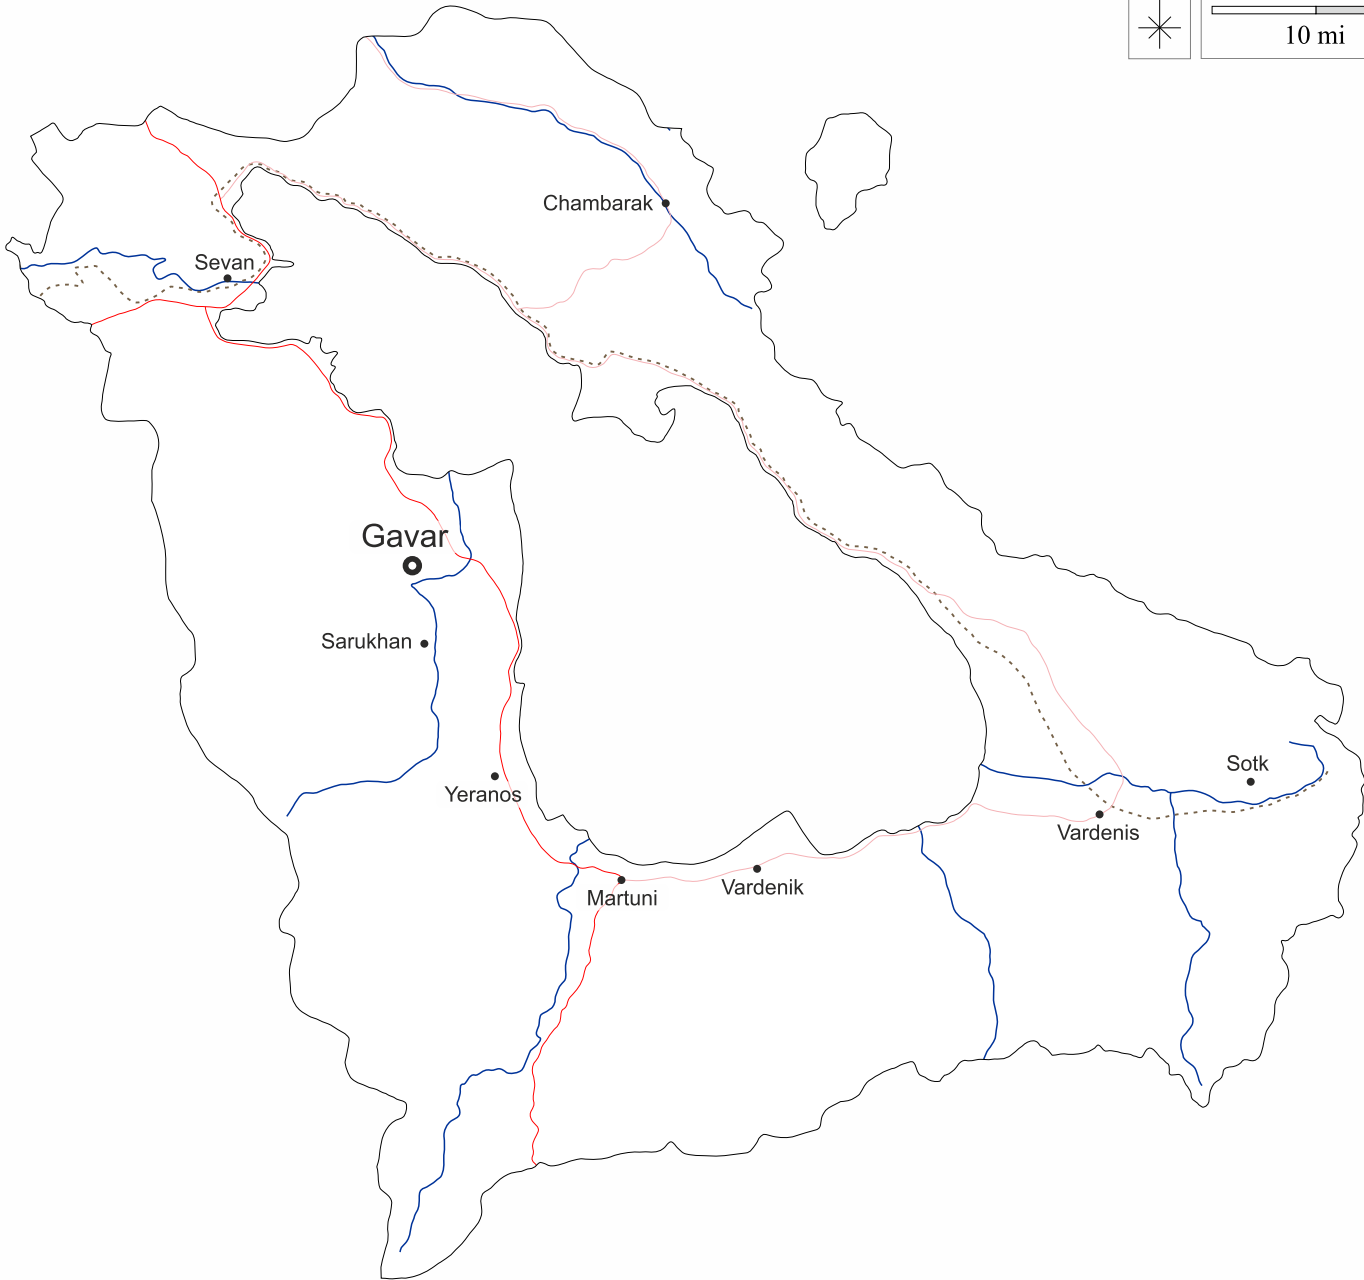 10 mi
Chambarak
Sevan
Gavar
Sarukhan
Sotk
Yeranos
Vardenis
Vardenik
Martuni